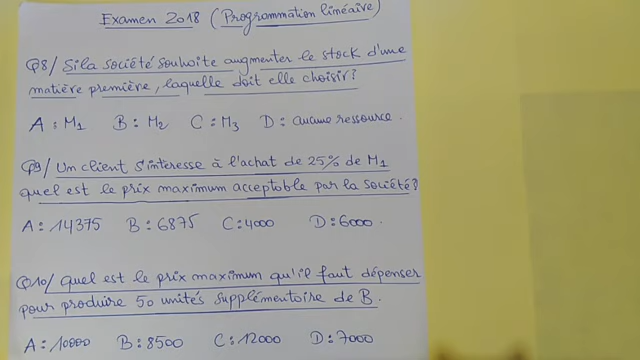 Examen 2018 (Programmation linéaire)
Q8/ Si la société souhaite augmenter le stock d'une
matière première, laquelle doit elle choisir?
A : M1 B : M2 C : M3 D : aucune ressource.
Q9/ Un client s'interesse à l'achat de 25% de M1
quel est le prix maximum acceptable par la société?
A : 14375 B : 6875 C : 4000 D : 6000.
Q10/ Quel est le prix maximum qu'il faut dépenser
pour produire 50 unités supplémentoire de B.
A : 10000 B : 8500 C : 12000 D : 7000